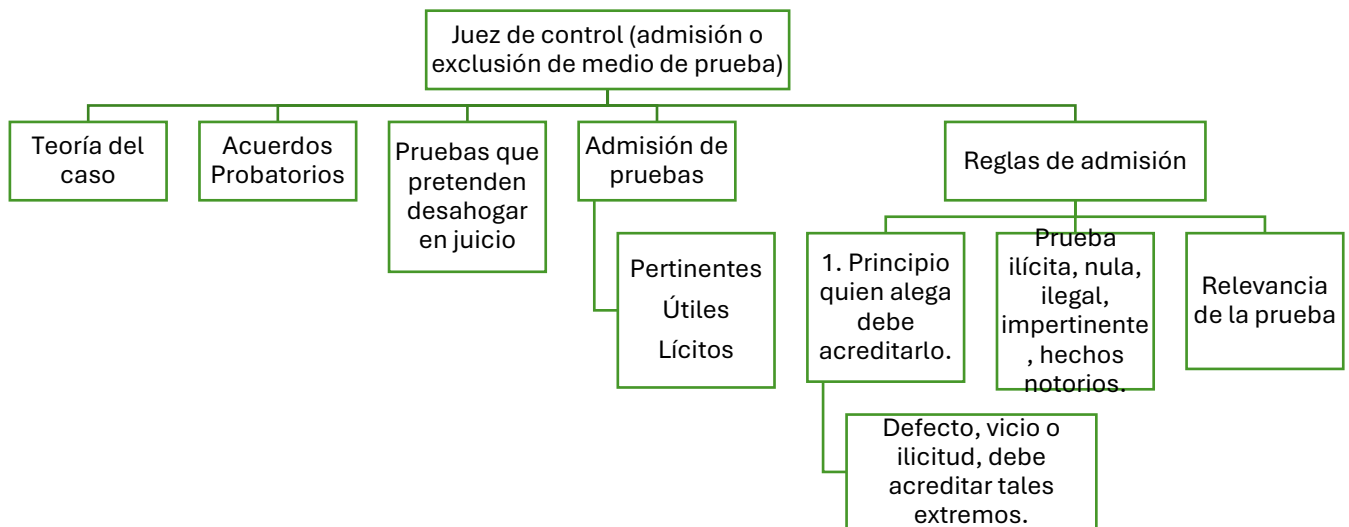 Juez de control (admisión o
exclusión de medio de prueba)
Teoría del
caso
Acuerdos
Probatorios
Pruebas que
pretenden
desahogar
en juicio
Admisión de
pruebas
Pertinentes
Útiles
Lícitos
Reglas de admisión
1. Principio
quien alega
debe
acreditarlo.
Defecto, vicio o
ilicitud, debe
acreditar tales
extremos.
Prueba
ilícita, nula,
ilegal,
impertinente
, hechos
notorios.
Relevancia
de la prueba